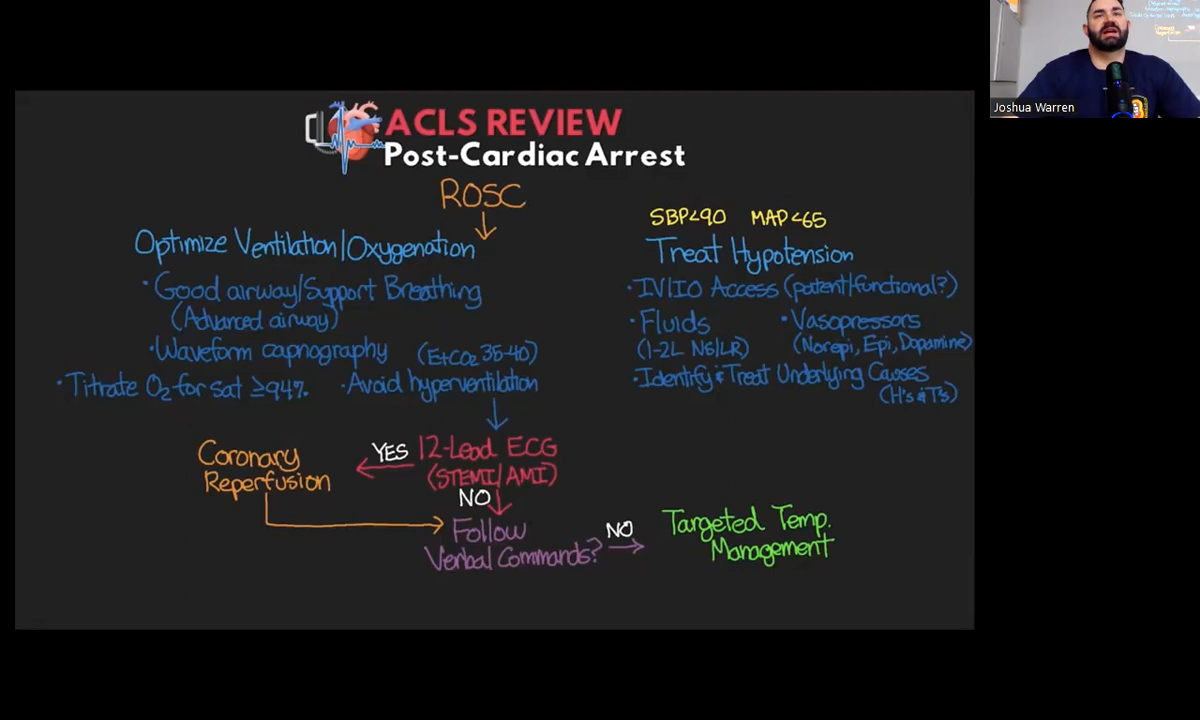 ACLS REVIEW
Post-Cardiac Arrest
ROSC
Optimize Ventilation/Oxygenation
• Good airway/Support Breathing
(Advanced airway)
• Waveform capnography (EtCO2 35-40)
• Titrate O2 for sat ≥94% • Avoid hyperventilation
SBP<90 MAP<65
Treat Hypotension
• IV/IO Access (patent/functional?)
• Fluids • Vasopressors
(1-2L NS/LR) (Norepi, Epi, Dopamine)
• Identify & Treat Underlying Causes
(H's & T's)
12-Lead ECG
(STEMI/AMI)
YES
Coronary
Reperfusion
NO
Follow
Verbal Commands?
NO
Targeted Temp.
Management
Joshua Warren